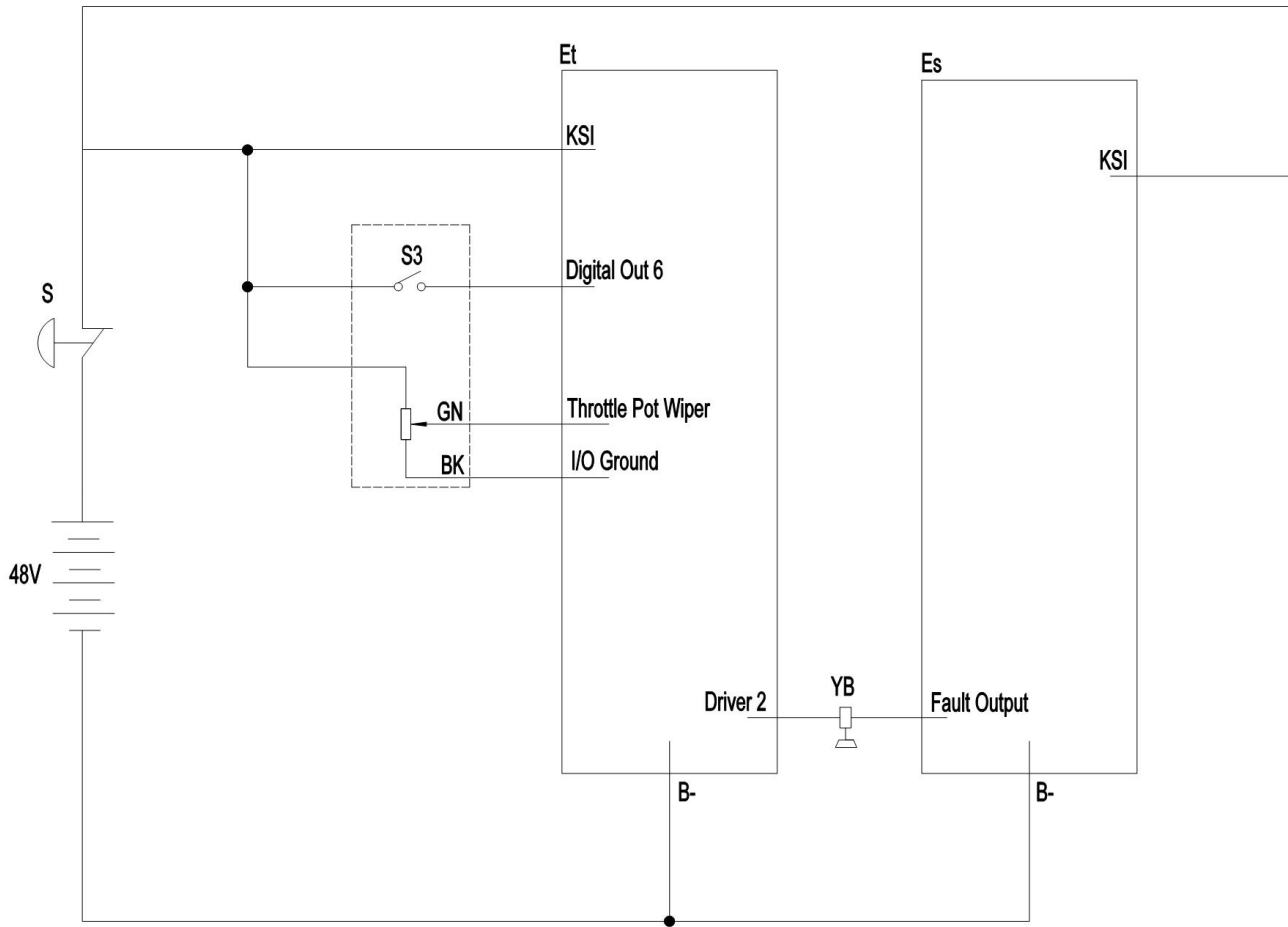 Et
Es
KSI
KSI
S3
Digital Out 6
S
GN
Throttle Pot Wiper
BK
I/O Ground
48V
Driver 2
YB
Fault Output
B-
B-